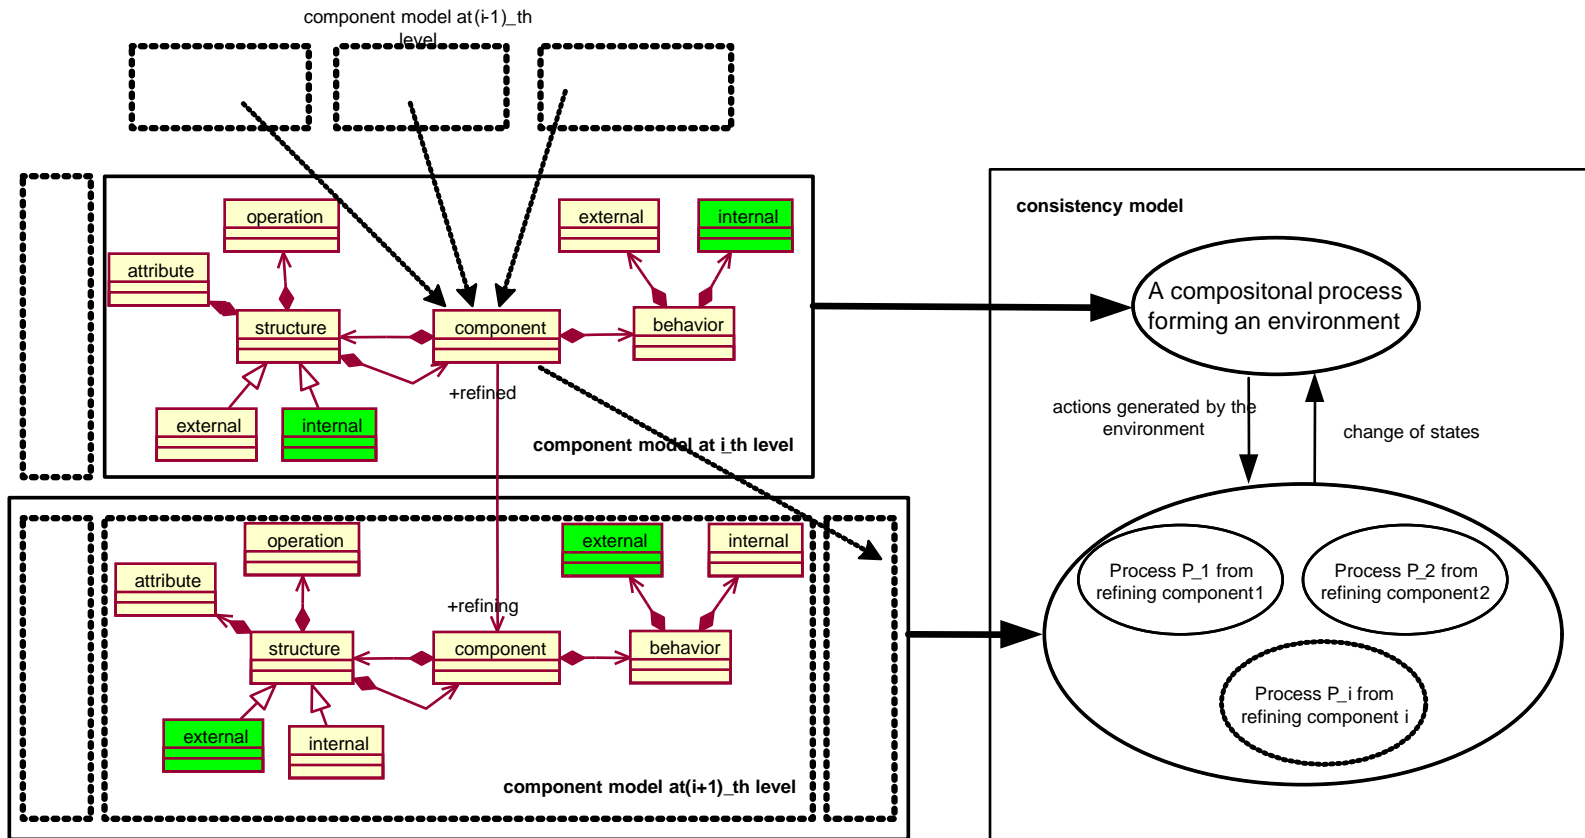 component model at(i-1)_th
level
operation
external
internal
attribute
structure
component
behavior
+refined
external
internal
component model at i_th level
operation
external
internal
attribute
+refining
structure
component
behavior
external
internal
component model at(i+1)_th level
consistency model
A compositonal process
forming an environment
actions generated by the
environment
change of states
Process P_1 from
refining component1
Process P_2 from
refining component2
Process P_i from
refining component i